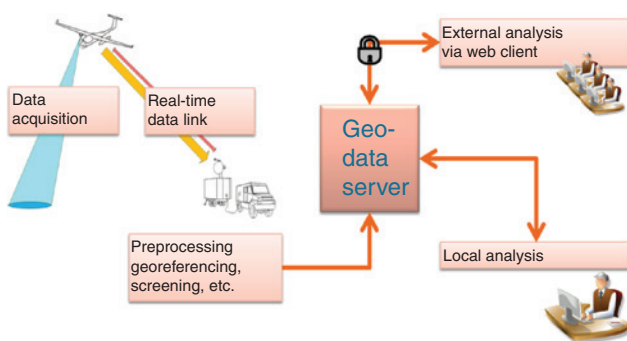 Data
acquisition
Real-time
data link
External analysis
via web client
Geo-
data
server
Preprocessing
georeferencing,
screening, etc.
Local analysis